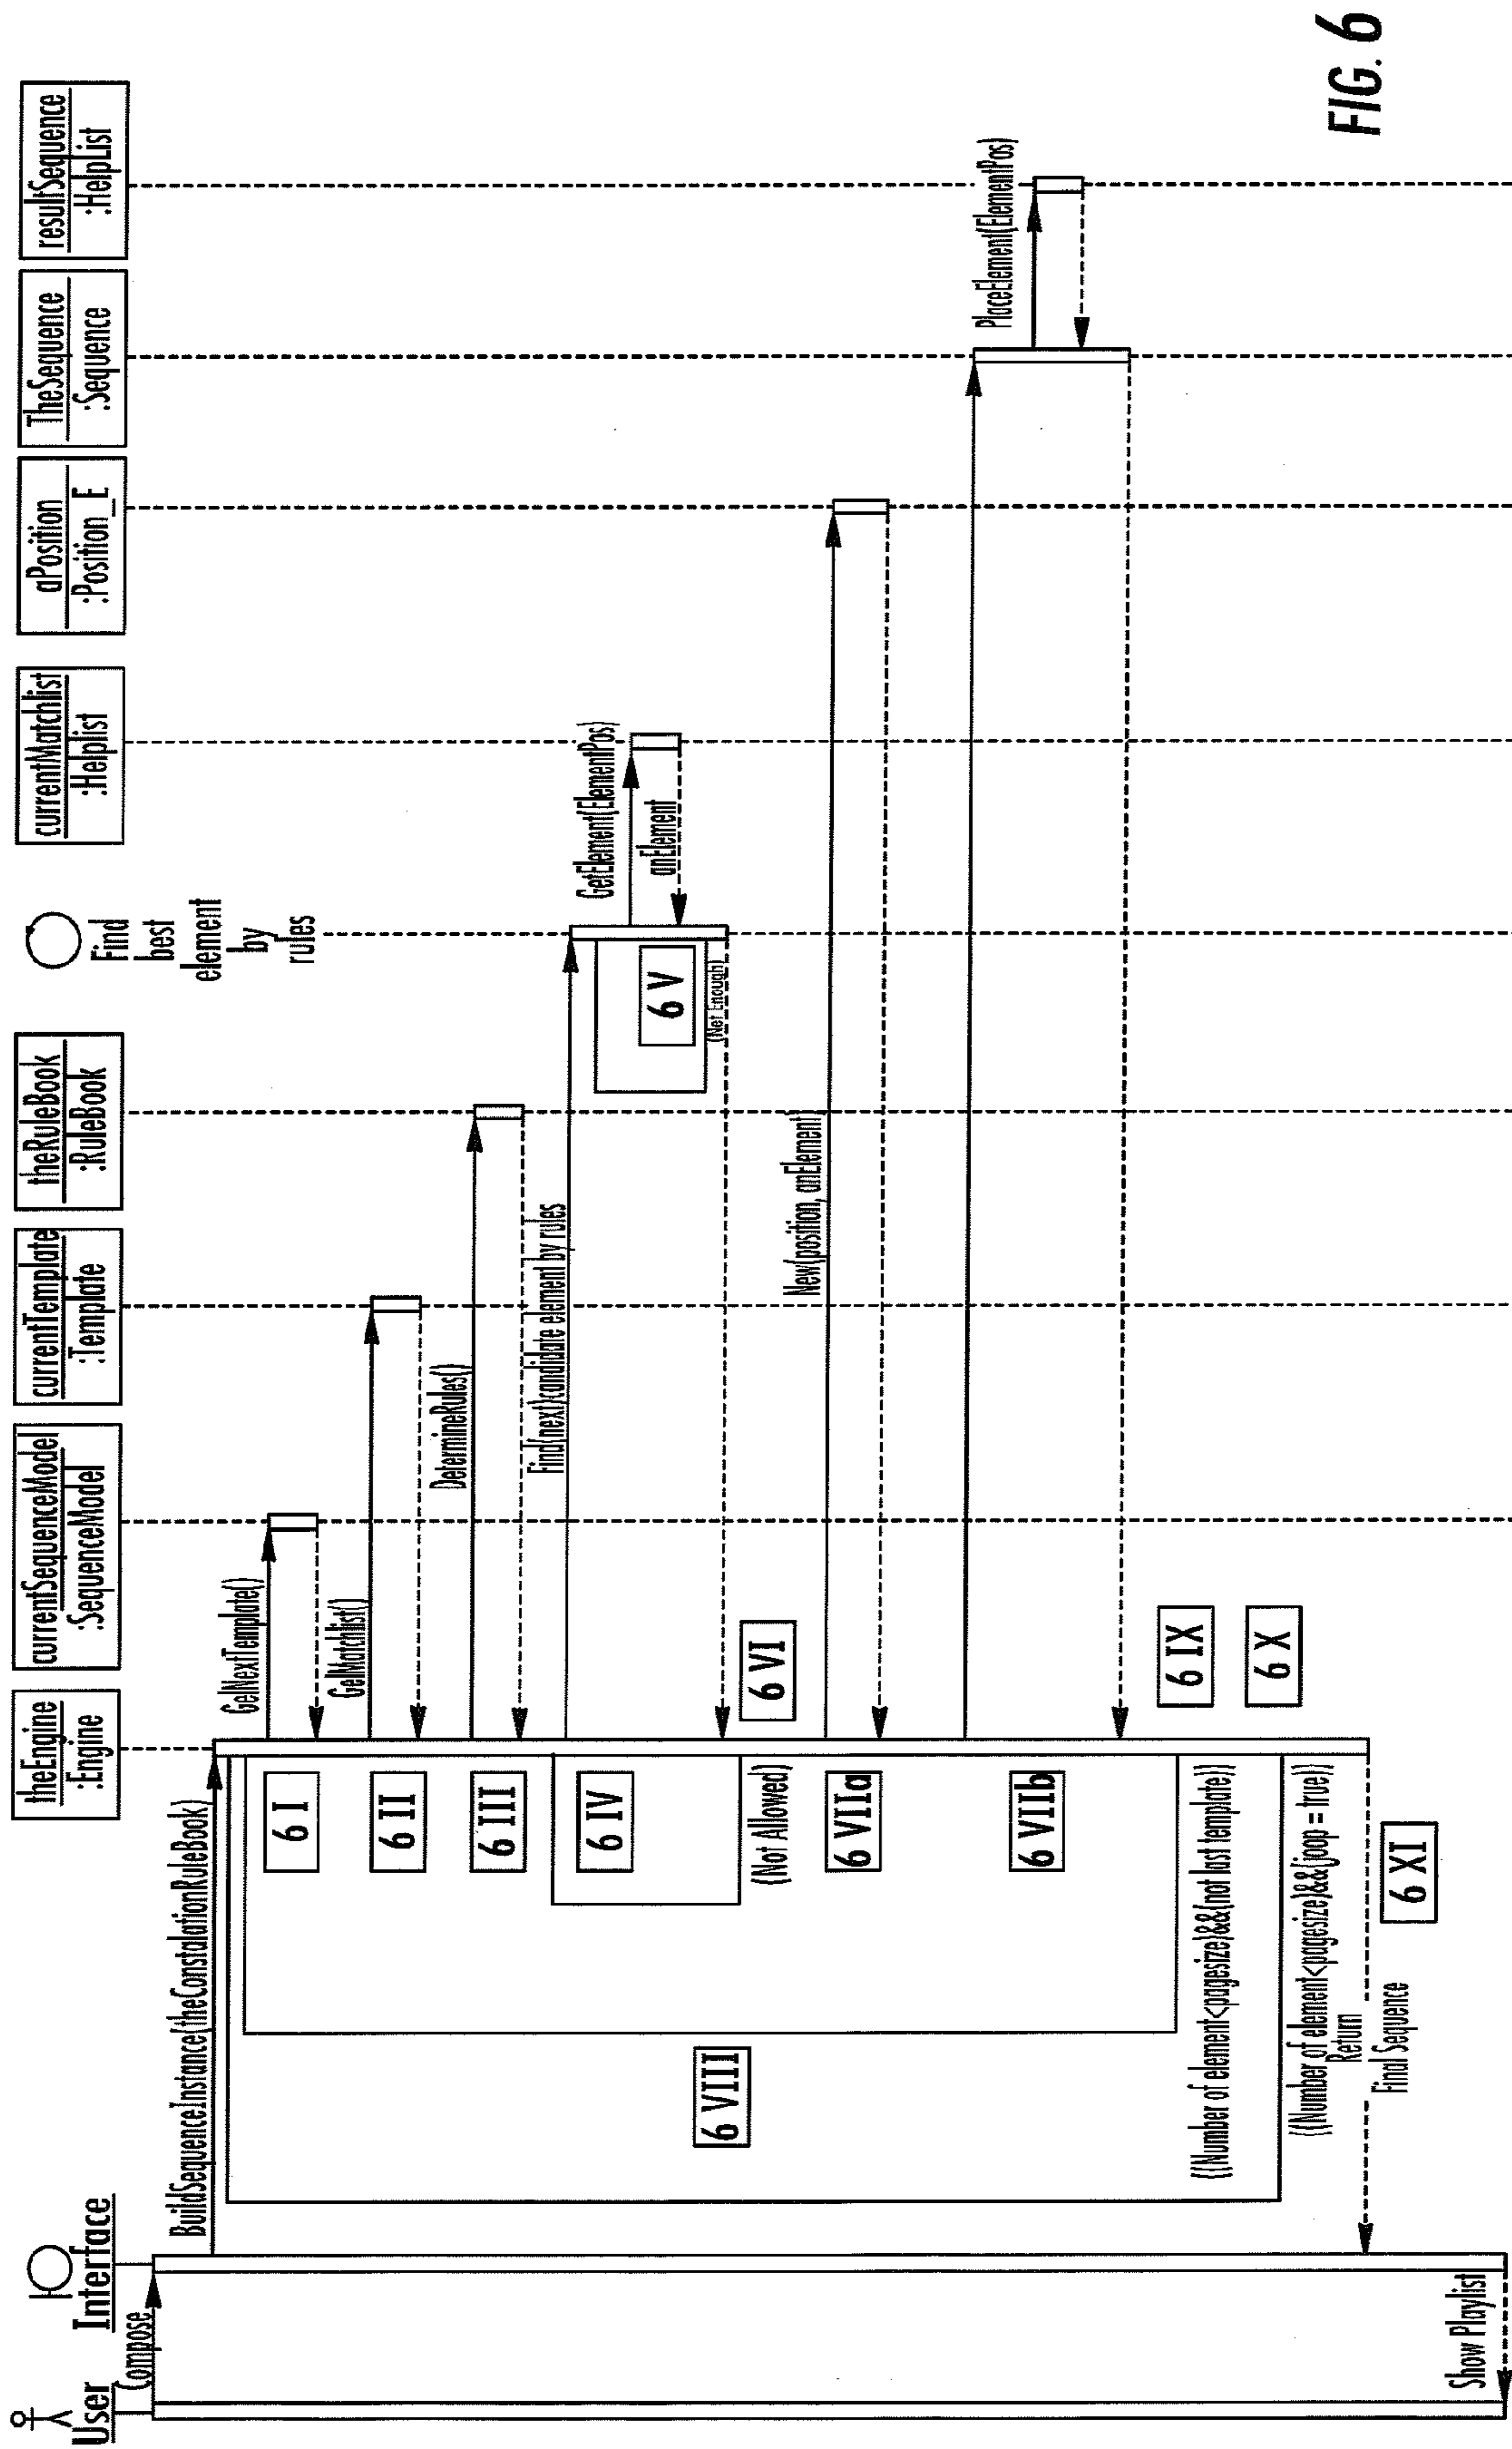 User
Interface
theEngine
:Engine
currentSequenceModel
:SequenceModel
currentTemplate
:Template
theRuleBook
:RuleBook
Find
best
element
by
rules
currentMatchlist
:Helplist
aPosition
:Position_E
TheSequence
:Sequence
resultSequence
:HelpList
Compose
BuildSequenceInstance(theConstalationRuleBook)
GetNextTemplate()
6 I
GetMatchlist()
6 II
DetermineRules()
6 III
Find(next)candidate element by rules
6 IV
GetElement(ElementPos)
anElement
6 V
(Not Enough)
6 VI
(Not Allowed)
New(position, anElement)
6 VIIa
PlaceElement(ElementPos)
6 VIIb
6 VIII
((Number of element<pagesize)&&(not last template))
6 IX
((Number of element<pagesize)&&(joop = true))
6 X
Return
Final Sequence
6 XI
Show Playlist
FIG. 6